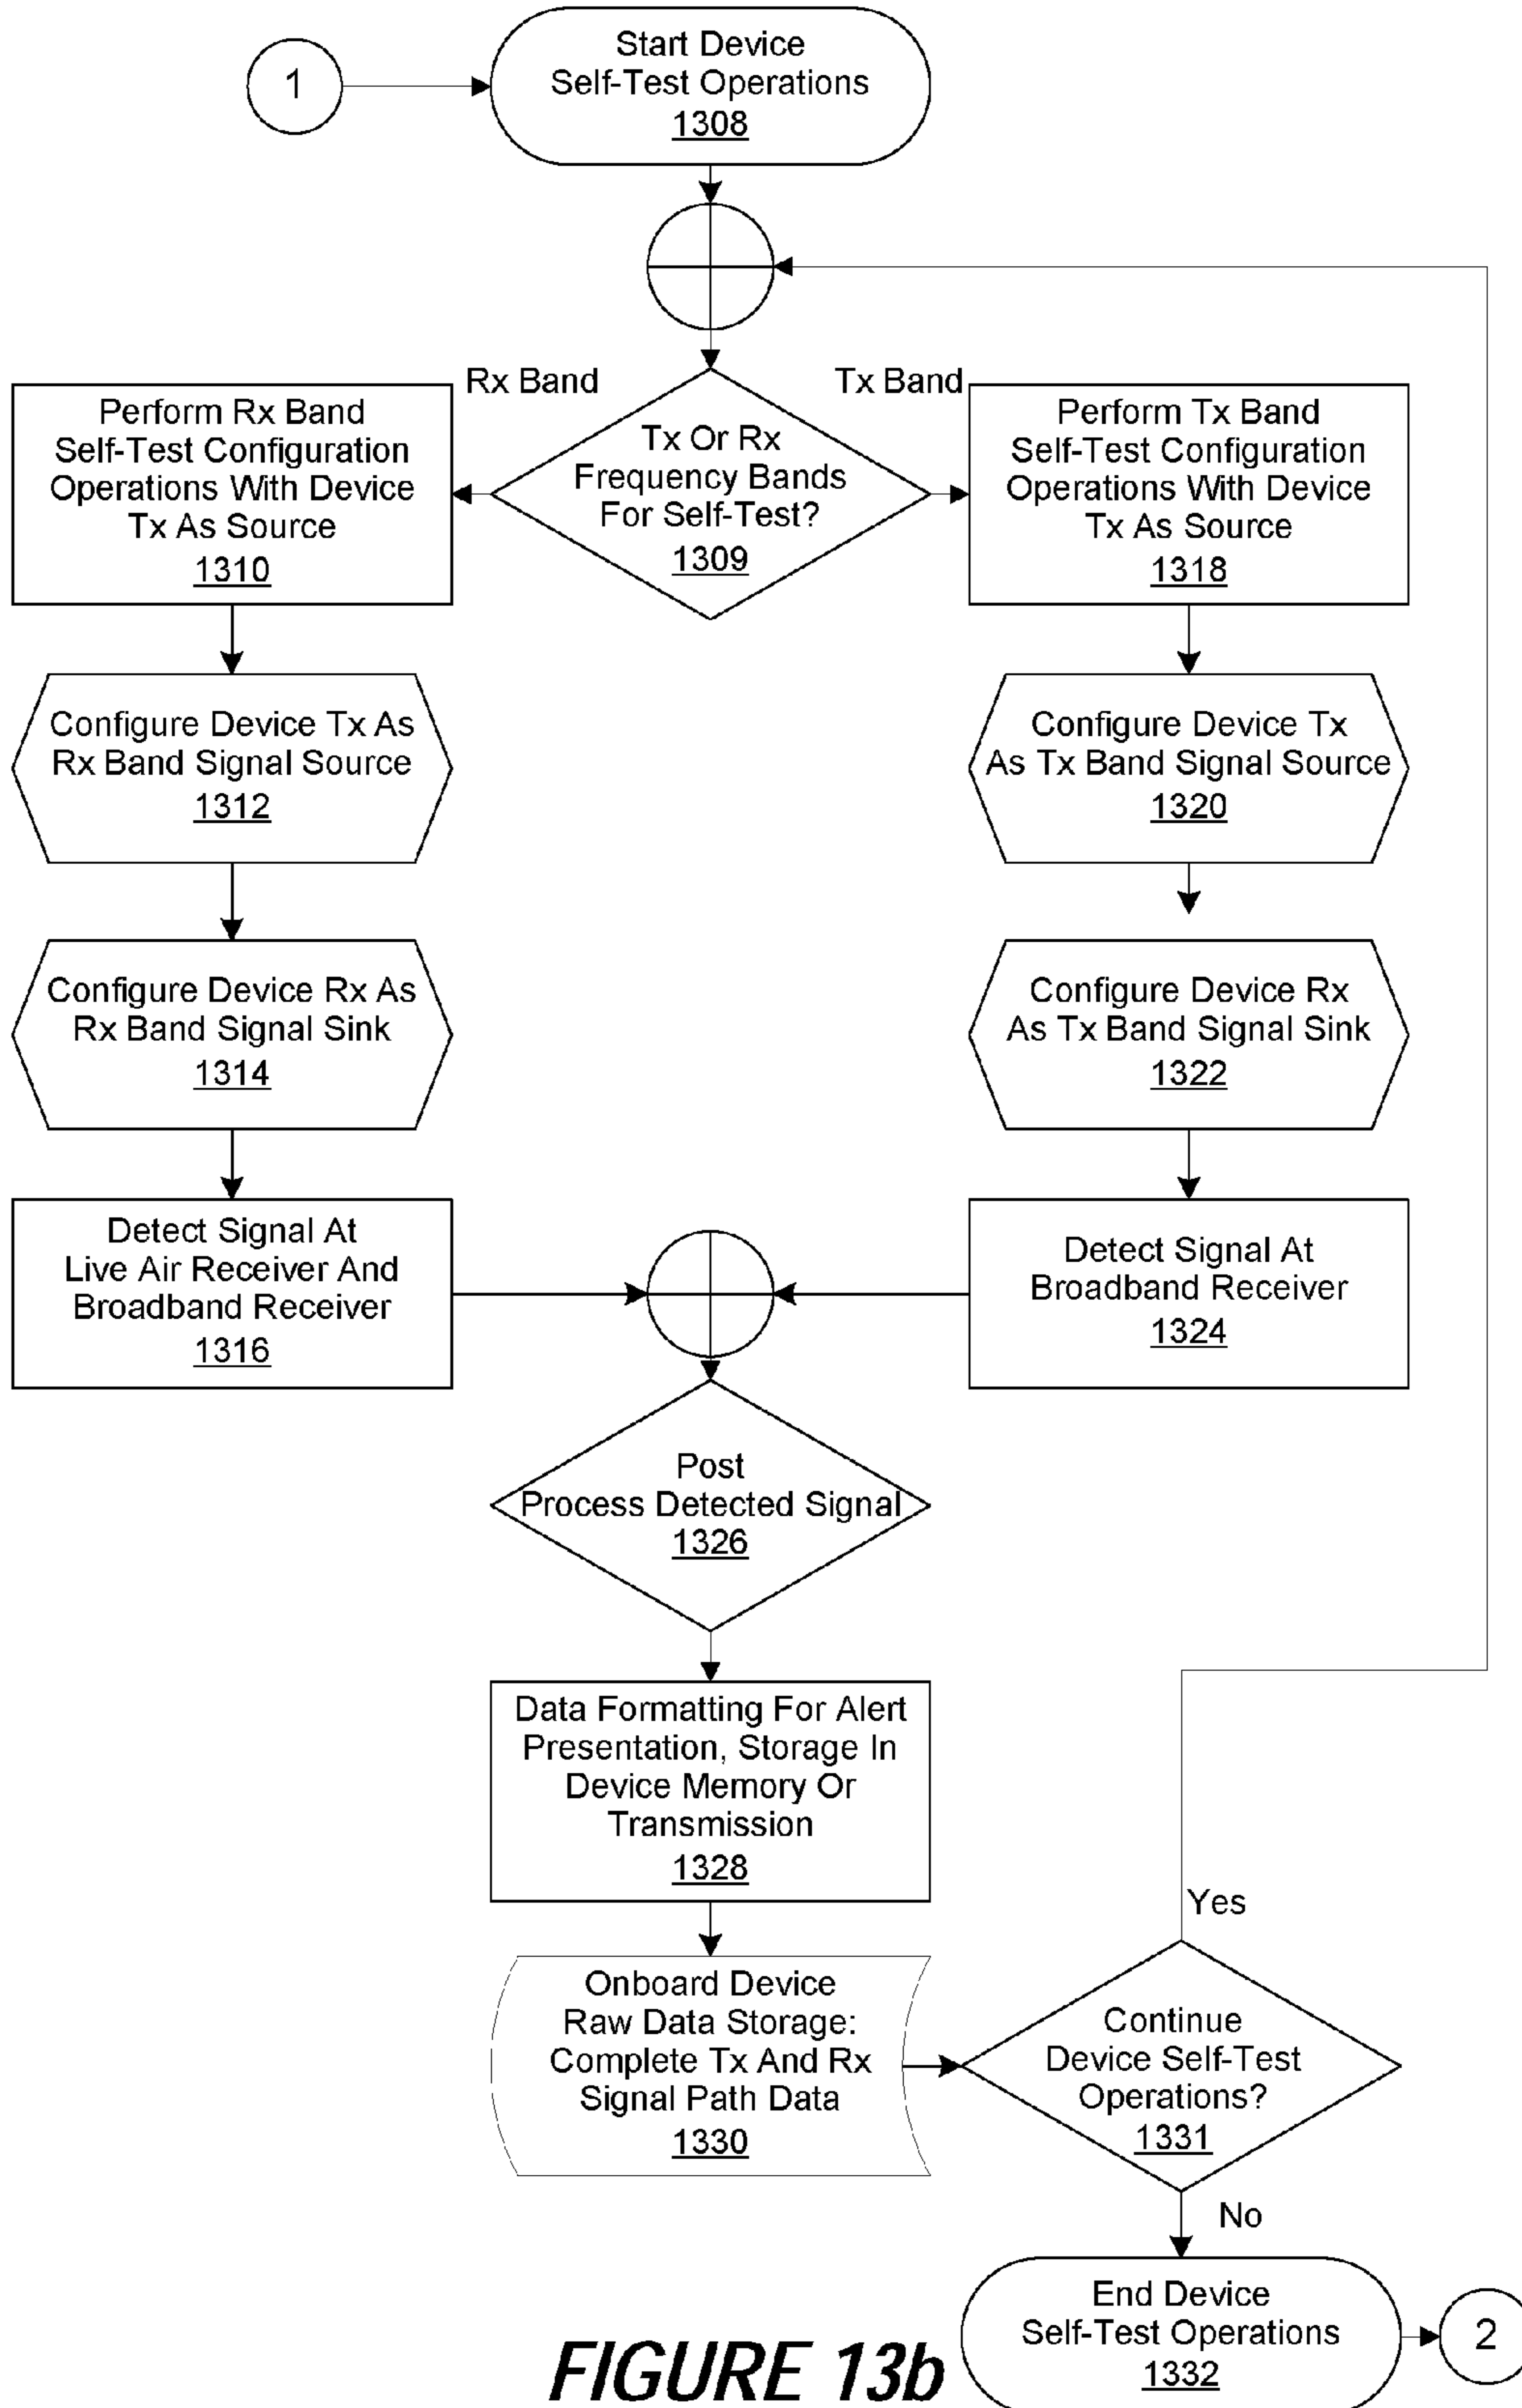 1
Start Device
Self-Test Operations
1308
Rx Band
Tx Band
Perform Rx Band
Self-Test Configuration
Operations With Device
Tx As Source
1310
Tx Or Rx
Frequency Bands
For Self-Test?
1309
Perform Tx Band
Self-Test Configuration
Operations With Device
Tx As Source
1318
Configure Device Tx As
Rx Band Signal Source
1312
Configure Device Tx
As Tx Band Signal Source
1320
Configure Device Rx As
Rx Band Signal Sink
1314
Configure Device Rx
As Tx Band Signal Sink
1322
Detect Signal At
Live Air Receiver And
Broadband Receiver
1316
Detect Signal At
Broadband Receiver
1324
Post
Process Detected Signal
1326
Data Formatting For Alert
Presentation, Storage In
Device Memory Or
Transmission
1328
Yes
Onboard Device
Raw Data Storage:
Complete Tx And Rx
Signal Path Data
1330
Continue
Device Self-Test
Operations?
1331
No
End Device
Self-Test Operations
1332
2
FIGURE 13b